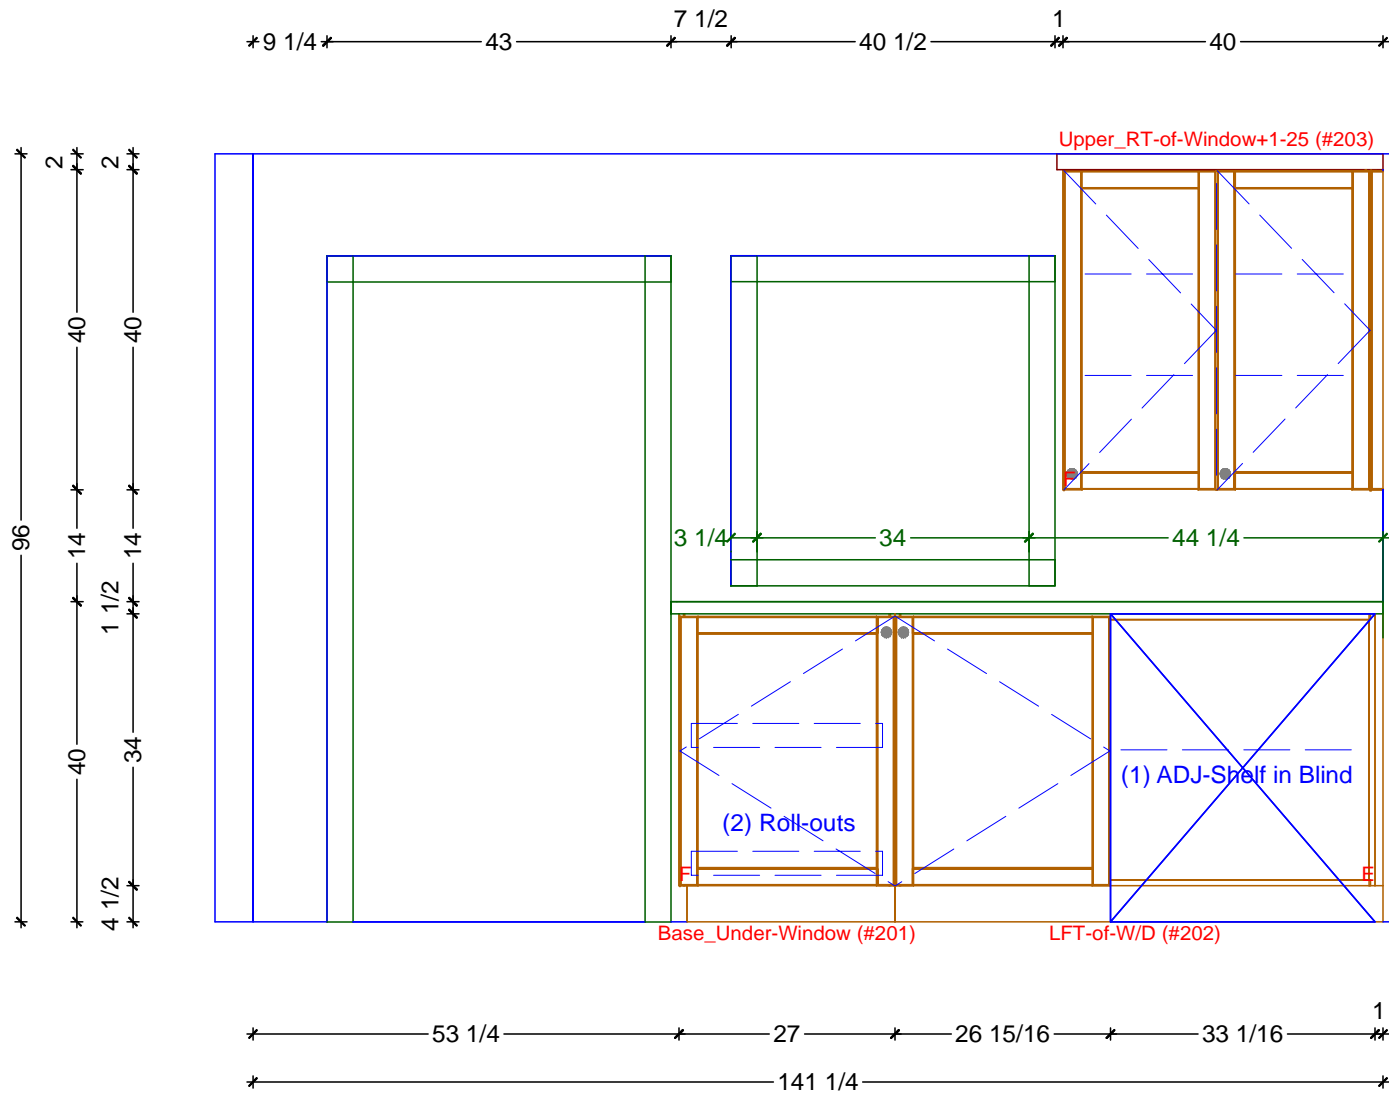 7 1/2 1
9 1/4 43 40 1/2 40
Upper_RT-of-Window+1-25 (#203)
2 2
40 40
F
96 14 14 3 1/4 34 44 1/4
1 1/2
40 34
(1) ADJ-Shelf in Blind
(2) Roll-outs
F E
4 1/2
Base_Under-Window (#201) LFT-of-W/D (#202)
1
53 1/4 27 26 15/16 33 1/16
141 1/4